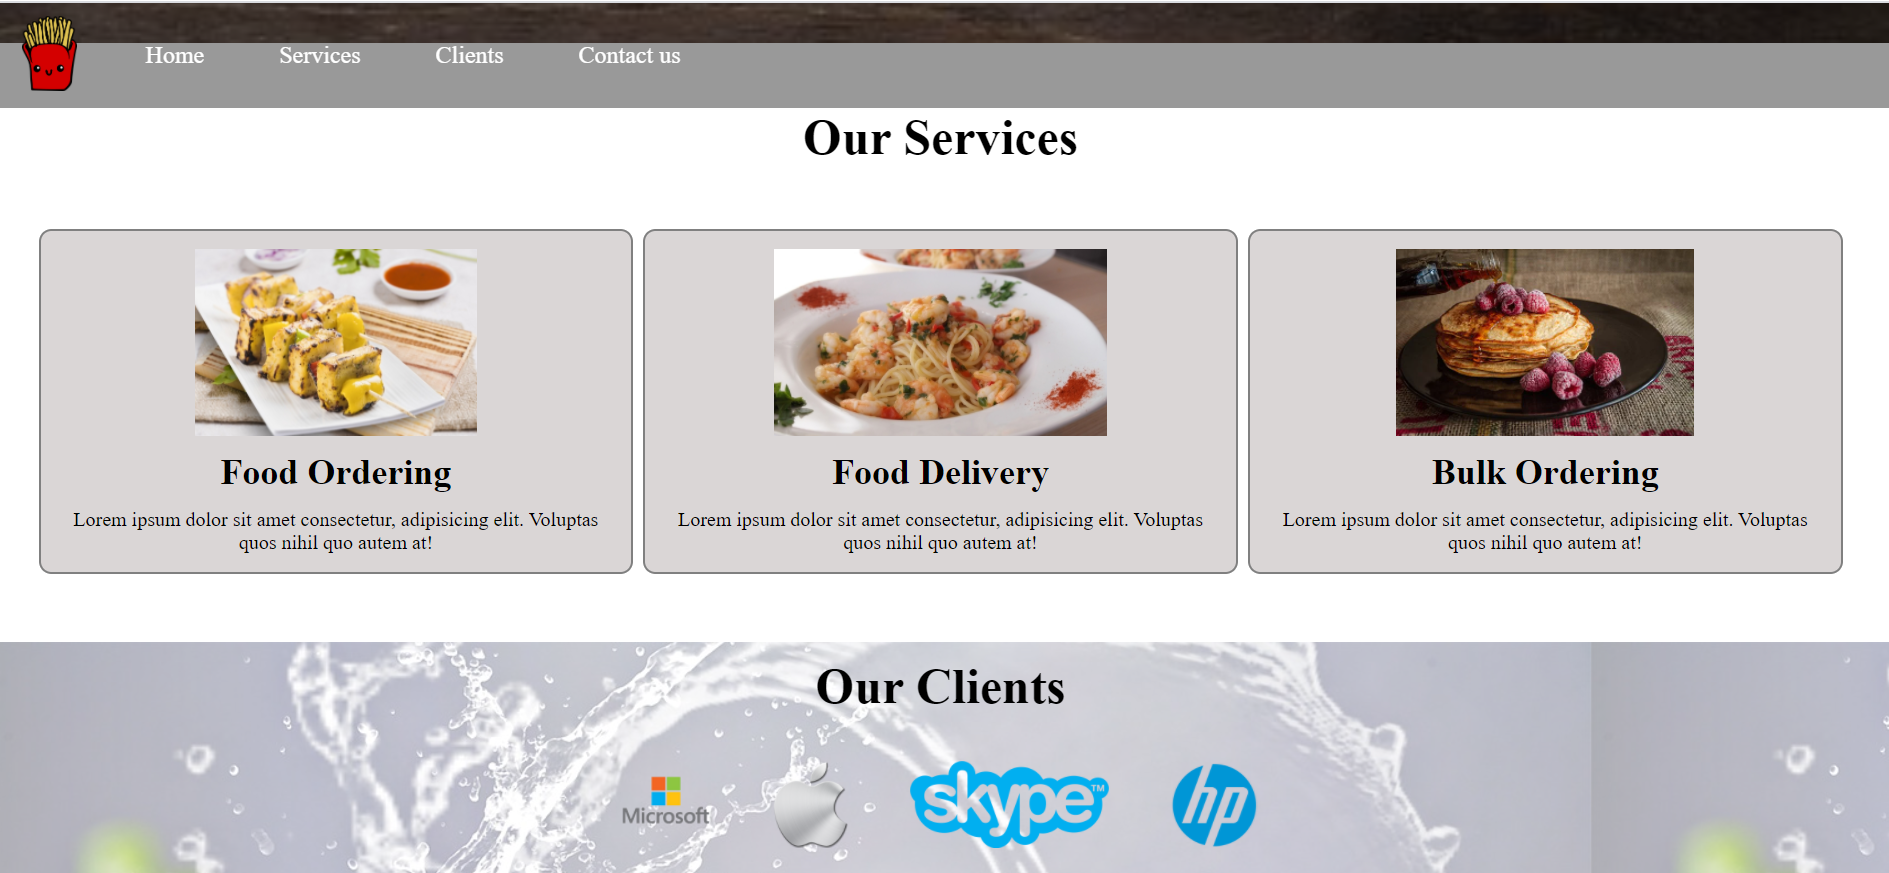 Home Services Clients Contact us
Our Services
Food Ordering
Lorem ipsum dolor sit amet consectetur, adipisicing elit. Voluptas
quos nihil quo autem at!
Food Delivery
Lorem ipsum dolor sit amet consectetur, adipisicing elit. Voluptas
quos nihil quo autem at!
Bulk Ordering
Lorem ipsum dolor sit amet consectetur, adipisicing elit. Voluptas
quos nihil quo autem at!
Our Clients
Microsoft
skype™
hp